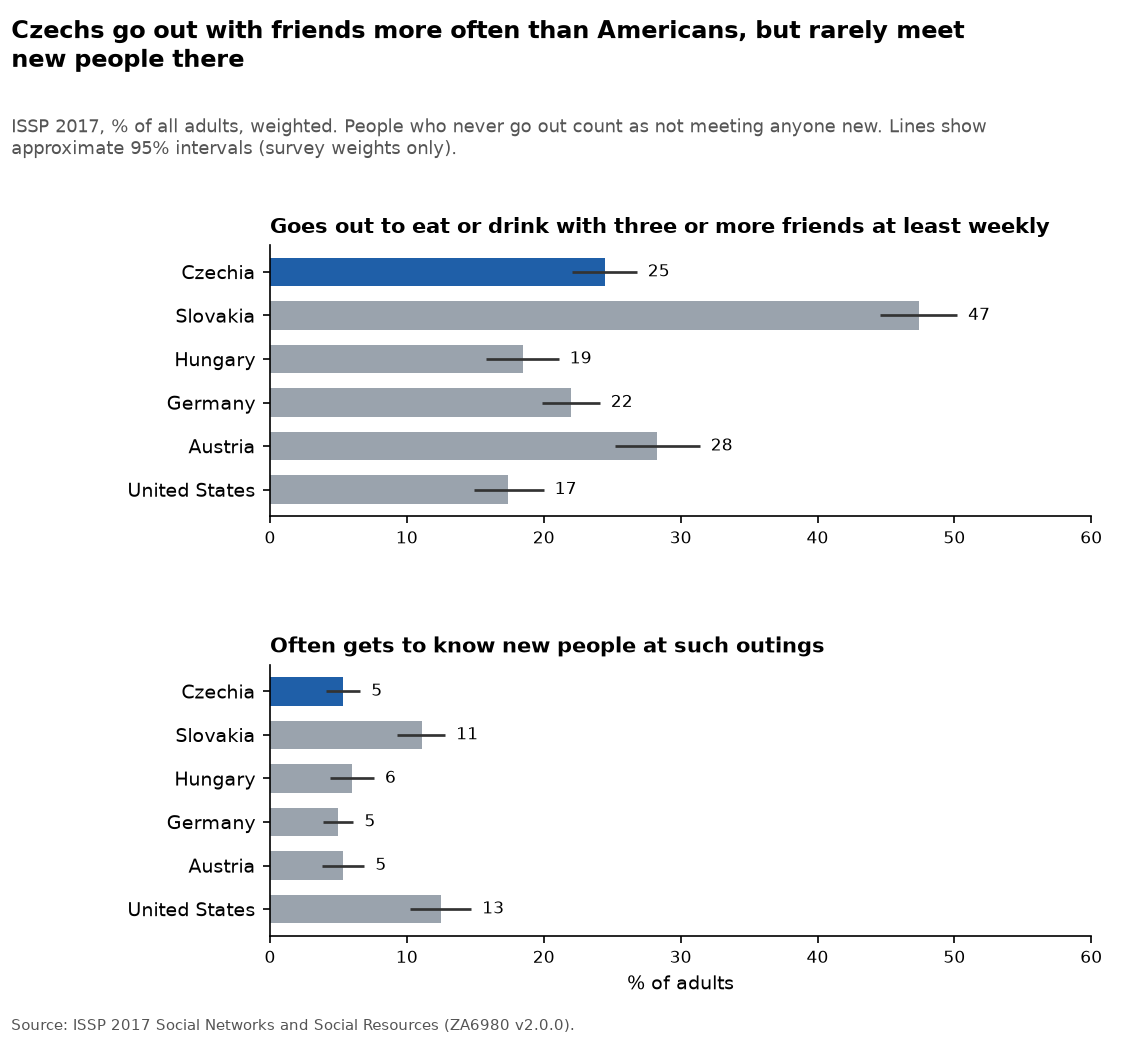 Czechs go out with friends more often than Americans, but rarely meet
new people there
ISSP 2017, % of all adults, weighted. People who never go out count as not meeting anyone new. Lines show
approximate 95% intervals (survey weights only).
Goes out to eat or drink with three or more friends at least weekly
Czechia 25
Slovakia 47
Hungary 19
Germany 22
Austria 28
United States 17
0 10 20 30 40 50 60
Often gets to know new people at such outings
Czechia 5
Slovakia 11
Hungary 6
Germany 5
Austria 5
United States 13
0 10 20 30 40 50 60
% of adults
Source: ISSP 2017 Social Networks and Social Resources (ZA6980 v2.0.0).